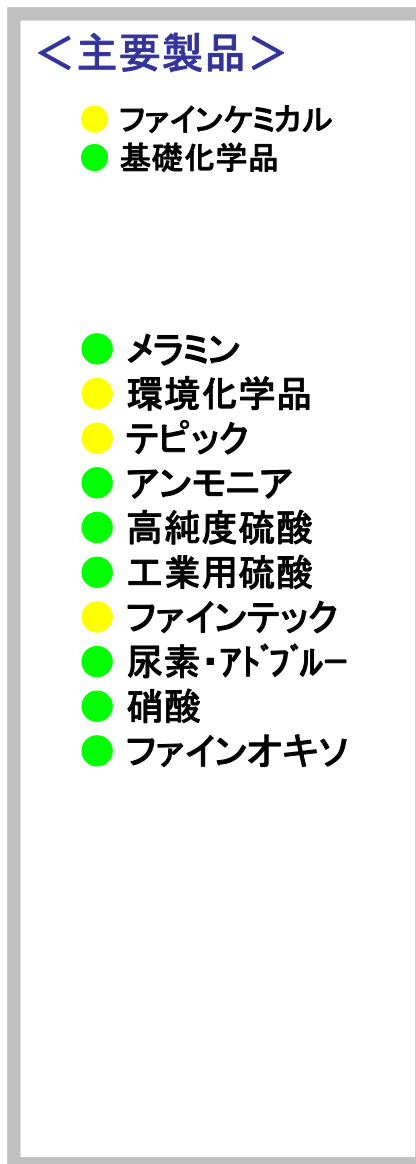 ＜主要製品＞
ファインケミカル
基礎化学品
メラミン
環境化学品
テピック
アンモニア
高純度硫酸
工業用硫酸
ファインテック
尿素・ｱﾄﾞﾌﾞﾙｰ
硝酸
ファインオキソ